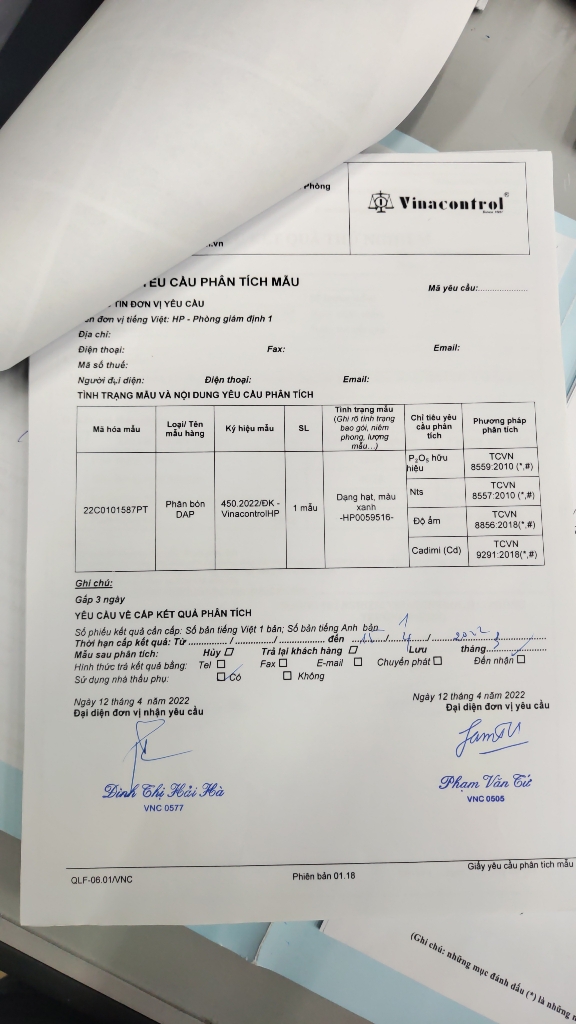 Phòng
Vinacontrol®
Since 1957
.vn
YÊU CẦU PHÂN TÍCH MẪU
Mã yêu cầu:
TIN ĐƠN VỊ YÊU CẦU
đơn vị tiếng Việt: HP - Phòng giám định 1
Địa chỉ:
Điện thoại: Fax: Email:
Mã số thuế:
Người đại diện: Điện thoại: Email:
TÌNH TRẠNG MẪU VÀ NỘI DUNG YÊU CẦU PHÂN TÍCH
Mã hóa mẫu
Loại/ Tên mẫu hàng
Ký hiệu mẫu
SL
Tình trạng mẫu (Ghi rõ tình trạng bao gói, niêm phong, lượng mẫu...)
Chỉ tiêu yêu cầu phân tích
Phương pháp phân tích
22C0101587PT
Phân bón DAP
450.2022/ĐK - VinacontrolHP
1 mẫu
Dạng hạt, màu xanh -HP0059516-
P₂O₅ hữu hiệu
TCVN 8559:2010 (*,#)
Nts
TCVN 8557:2010 (*,#)
Độ ẩm
TCVN 8856:2018(*,#)
Cadimi (Cd)
TCVN 9291:2018(*,#)
Ghi chú:
Gấp 3 ngày
YÊU CẦU VỀ CẤP KẾT QUẢ PHÂN TÍCH
Số phiếu kết quả cần cấp: Số bản tiếng Việt 1 bản; Số bản tiếng Anh 1 bản
Thời hạn cấp kết quả: Từ ........../............/............. đến / 4 / 2022
Mẫu sau phân tích: Hủy ☐ Trả lại khách hàng ☐ Lưu tháng
Hình thức trả kết quả bằng: Tel ☐ Fax ☐ E-mail ☐ Chuyển phát ☐ Đến nhận ☐
Sử dụng nhà thầu phụ: ☐ Có ☐ Không
Ngày 12 tháng 4 năm 2022
Đại diện đơn vị nhận yêu cầu
Đinh Thị Hải Hà
VNC 0577
Ngày 12 tháng 4 năm 2022
Đại diện đơn vị yêu cầu
Phạm Văn Tứ
VNC 0505
QLF-06.01/VNC
Phiên bản 01.18
Giấy yêu cầu phân tích mẫu
(Ghi chú: những mục đánh dấu (*) là những